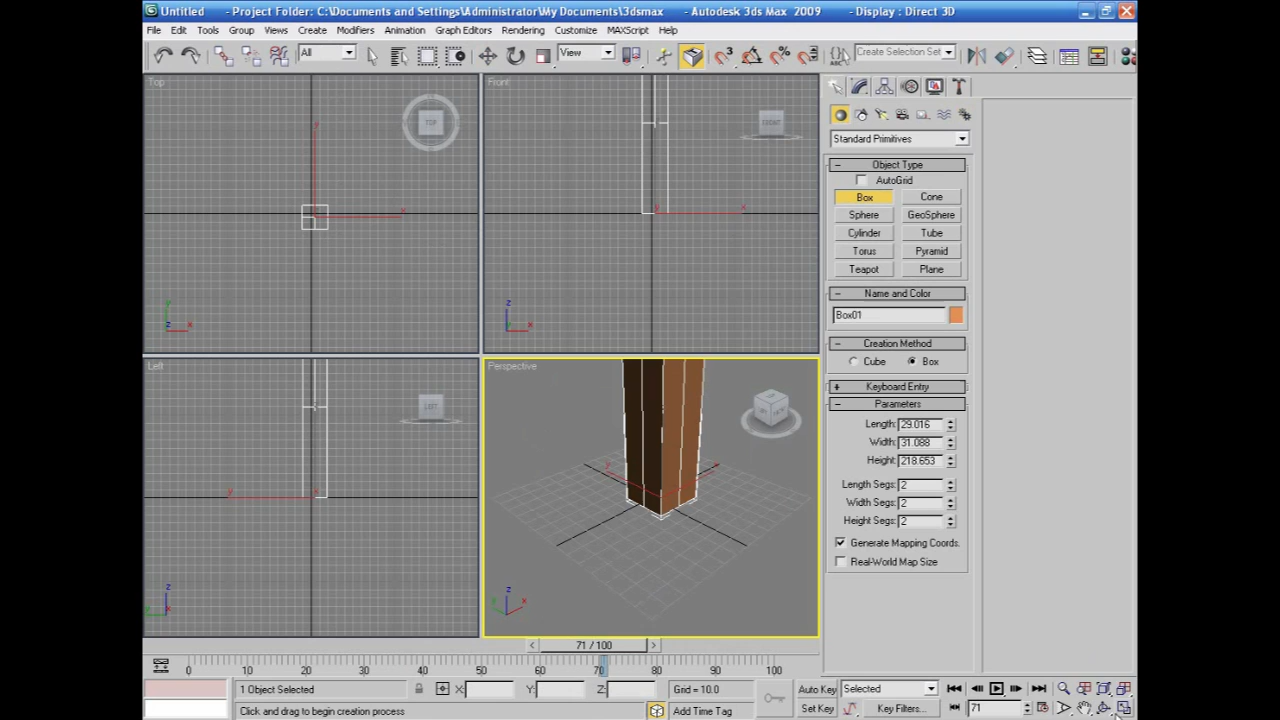 Untitled - Project Folder: C:\Documents and Settings\Administrator\My Documents\3dsmax - Autodesk 3ds Max 2009 - Display : Direct 3D
File Edit Tools Group Views Create Modifiers Animation Graph Editors Rendering Customize MAXScript Help
All View Create Selection Set
Top
Front
TOP
FRONT
y
x
y
x
y
z x
z
y x
Left
Perspective
LEFT
y x
y x
z
y x
z
y x
Standard Primitives
- Object Type
AutoGrid
Box Cone
Sphere GeoSphere
Cylinder Tube
Torus Pyramid
Teapot Plane
- Name and Color
Box01
- Creation Method
Cube Box
+ Keyboard Entry
- Parameters
Length: 29.016
Width: 31.088
Height: 218.653
Length Segs: 2
Width Segs: 2
Height Segs: 2
Generate Mapping Coords.
Real-World Map Size
< 71 / 100 >
0 10 20 30 40 50 60 70 80 90 100
1 Object Selected X: Y: Z: Grid = 10.0 Auto Key Selected
Click and drag to begin creation process Add Time Tag Set Key Key Filters... 71